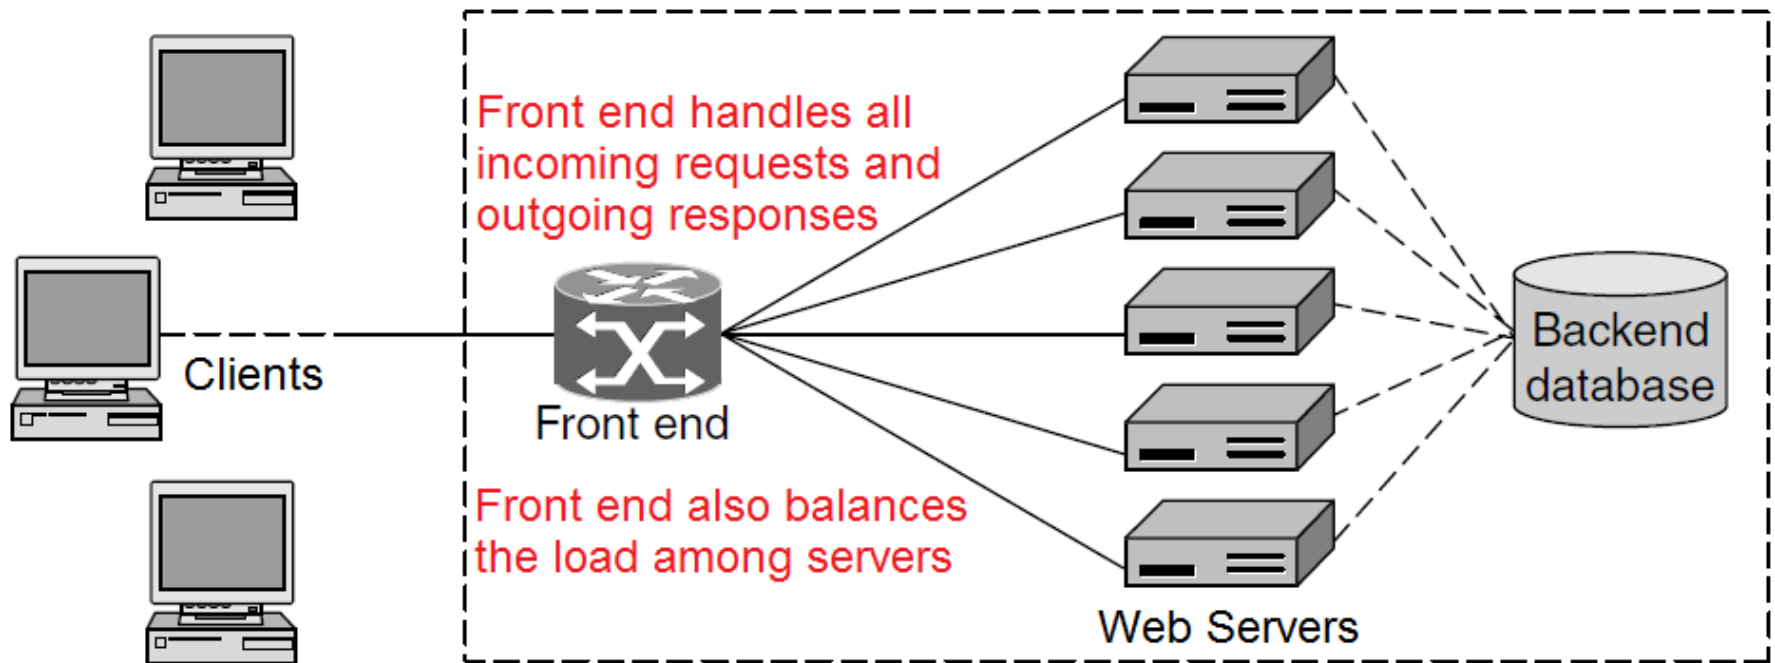 Front end handles all
incoming requests and
outgoing responses
Clients
Front end
Front end also balances
the load among servers
Web Servers
Backend
database